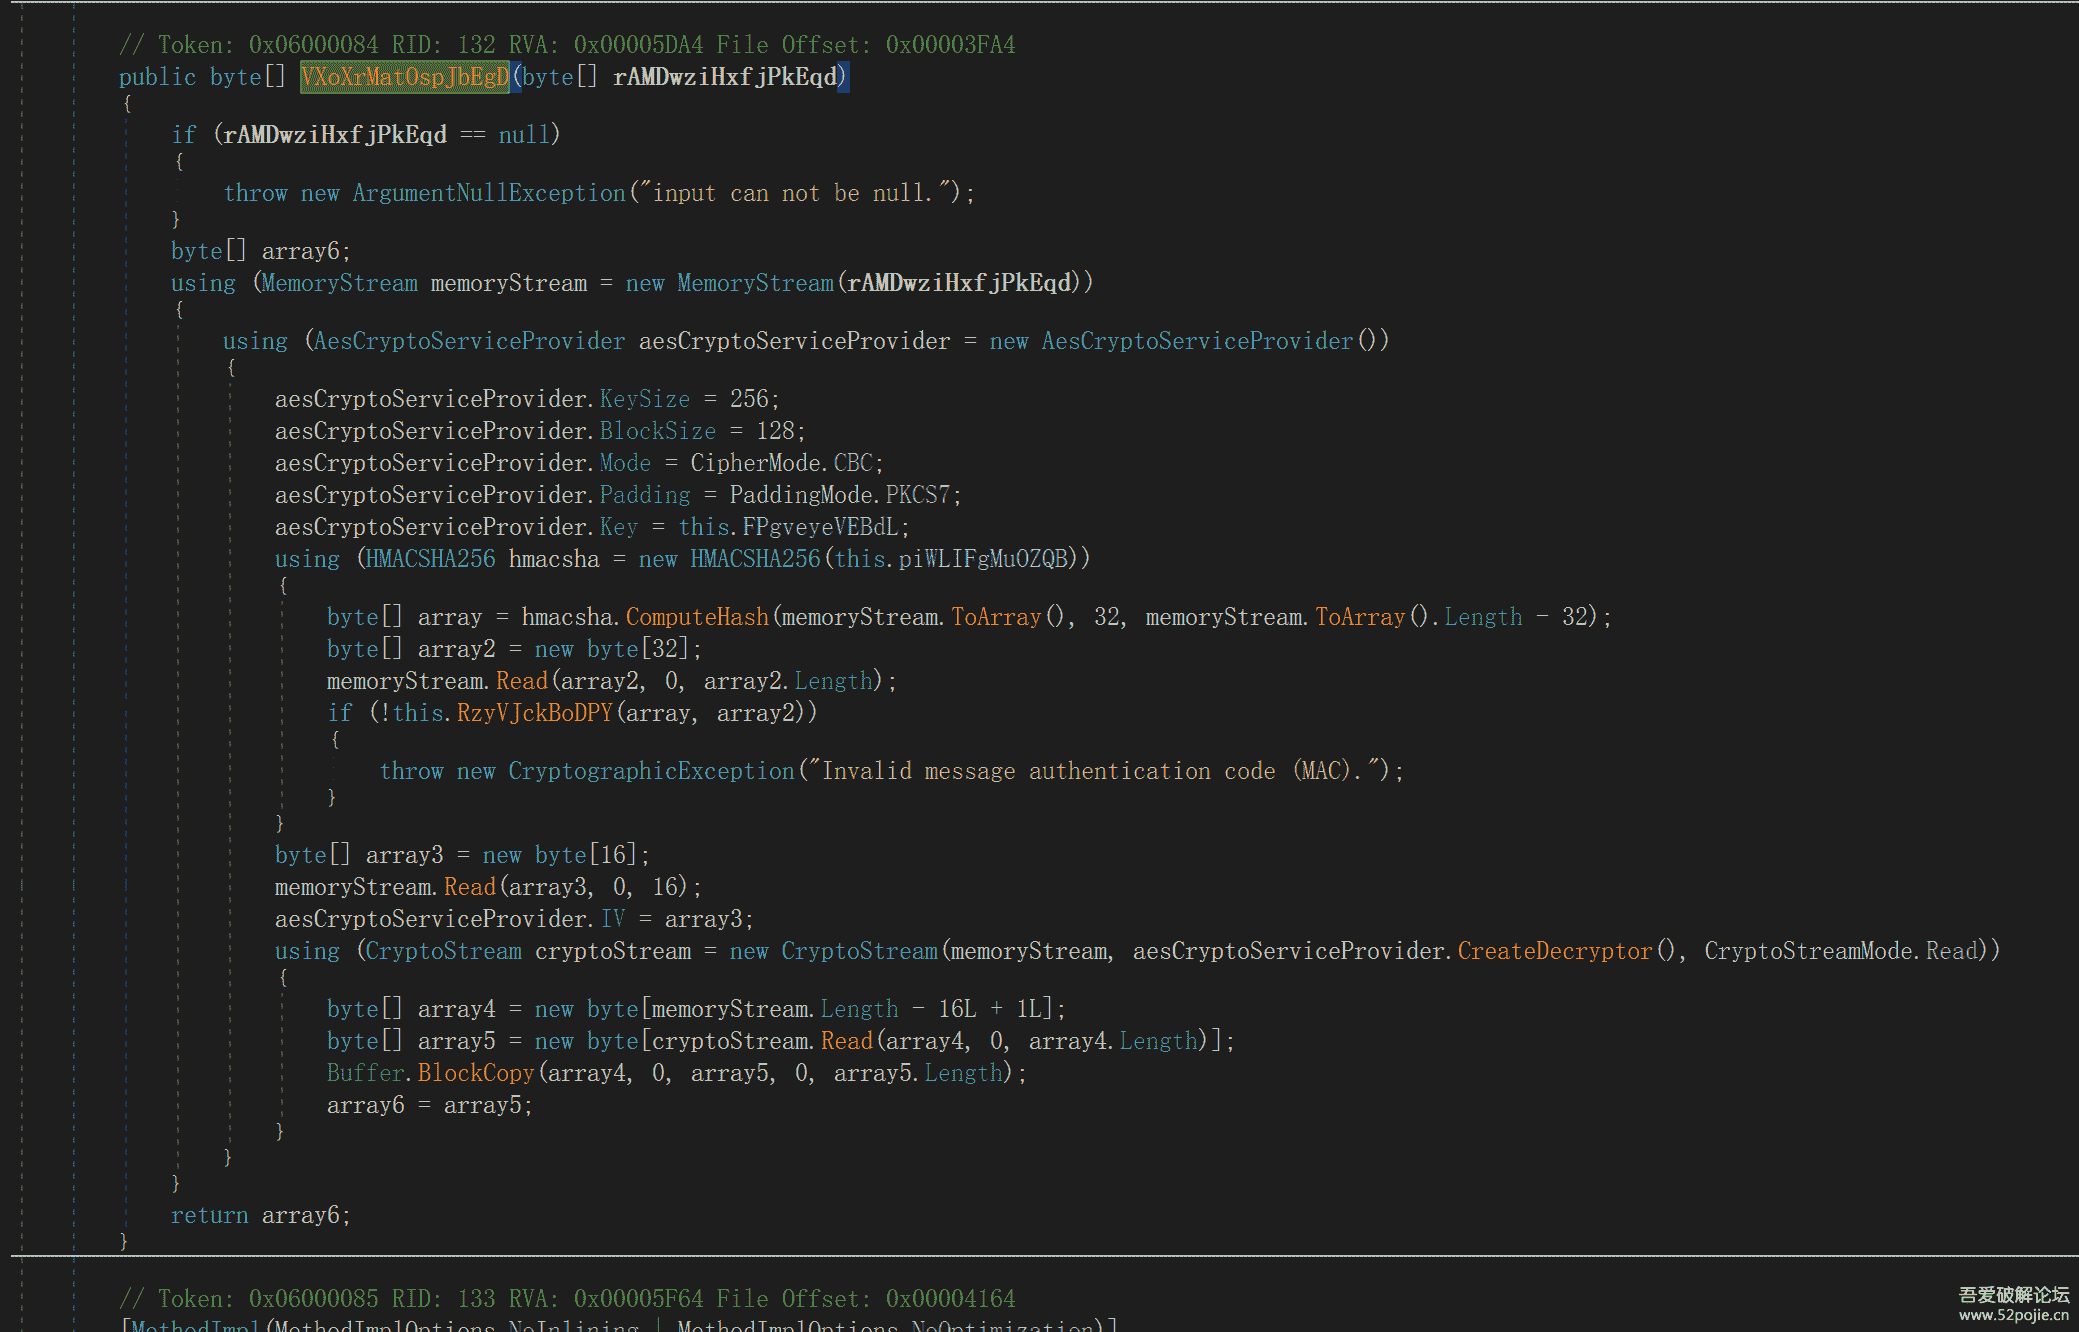 // Token: 0x06000084 RID: 132 RVA: 0x00005DA4 File Offset: 0x00003FA4
public byte[] VXoXrMatOspJbEgD(byte[] rAMDwziHxfjPkEqd)
{
if (rAMDwziHxfjPkEqd == null)
{
throw new ArgumentNullException("input can not be null.");
}
byte[] array6;
using (MemoryStream memoryStream = new MemoryStream(rAMDwziHxfjPkEqd))
{
using (AesCryptoServiceProvider aesCryptoServiceProvider = new AesCryptoServiceProvider())
{
aesCryptoServiceProvider.KeySize = 256;
aesCryptoServiceProvider.BlockSize = 128;
aesCryptoServiceProvider.Mode = CipherMode.CBC;
aesCryptoServiceProvider.Padding = PaddingMode.PKCS7;
aesCryptoServiceProvider.Key = this.FPgveyeVEBdL;
using (HMACSHA256 hmacsha = new HMACSHA256(this.piWLIFgMuOZQB))
{
byte[] array = hmacsha.ComputeHash(memoryStream.ToArray(), 32, memoryStream.ToArray().Length - 32);
byte[] array2 = new byte[32];
memoryStream.Read(array2, 0, array2.Length);
if (!this.RzyVJckBoDPY(array, array2))
{
throw new CryptographicException("Invalid message authentication code (MAC).");
}
}
byte[] array3 = new byte[16];
memoryStream.Read(array3, 0, 16);
aesCryptoServiceProvider.IV = array3;
using (CryptoStream cryptoStream = new CryptoStream(memoryStream, aesCryptoServiceProvider.CreateDecryptor(), CryptoStreamMode.Read))
{
byte[] array4 = new byte[memoryStream.Length - 16L + 1L];
byte[] array5 = new byte[cryptoStream.Read(array4, 0, array4.Length)];
Buffer.BlockCopy(array4, 0, array5, 0, array5.Length);
array6 = array5;
}
}
}
return array6;
}
// Token: 0x06000085 RID: 133 RVA: 0x00005F64 File Offset: 0x00004164
[MethodImpl(MethodImplOptions.NoInlining | MethodImplOptions.NoOptimization)]
吾爱破解论坛
www.52pojie.cn